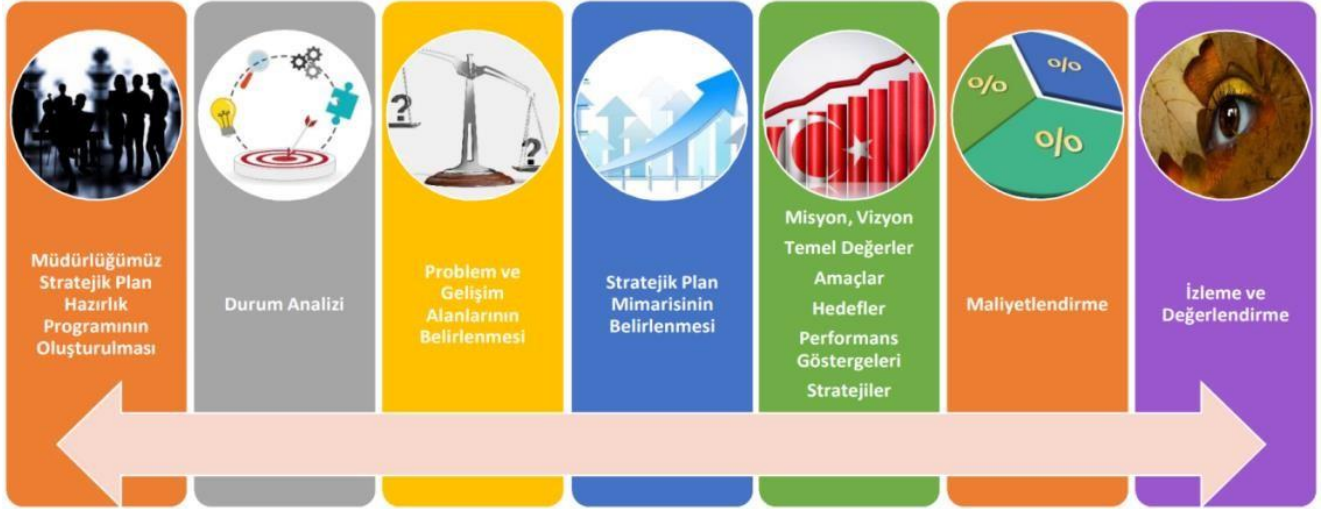 Müdürlüğümüz
Stratejik Plan
Hazırlık
Programının
Oluşturulması
Durum Analizi
Problem ve
Gelişim
Alanlarının
Belirlenmesi
Stratejik Plan
Mimarisinin
Belirlenmesi
Misyon, Vizyon
Temel Değerler
Amaçlar
Hedefler
Performans
Göstergeleri
Stratejiler
%
%
%
Maliyetlendirme
İzleme ve
Değerlendirme
?
?